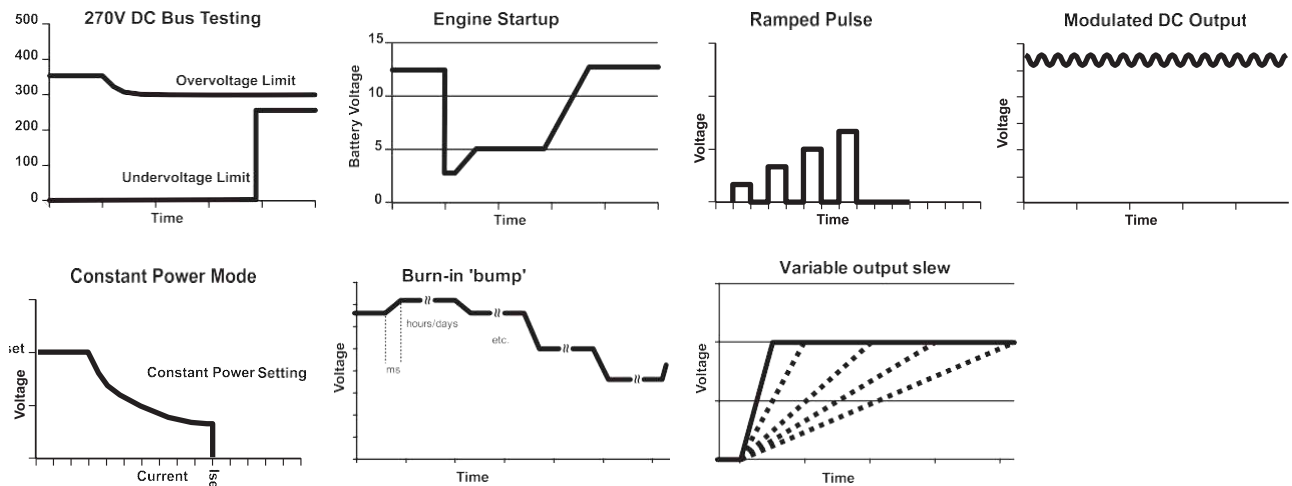 270V DC Bus Testing
500
400
300
200
100
0
Overvoltage Limit
Undervoltage Limit
Time
Engine Startup
15
10
5
0
Battery Voltage
Time
Ramped Pulse
Voltage
Time
Modulated DC Output
Voltage
Time
Constant Power Mode
Voltage
Constant Power Setting
Current
Burn-in 'bump'
Voltage
hours/days
ms
etc.
Time
Variable output slew
Voltage
Time